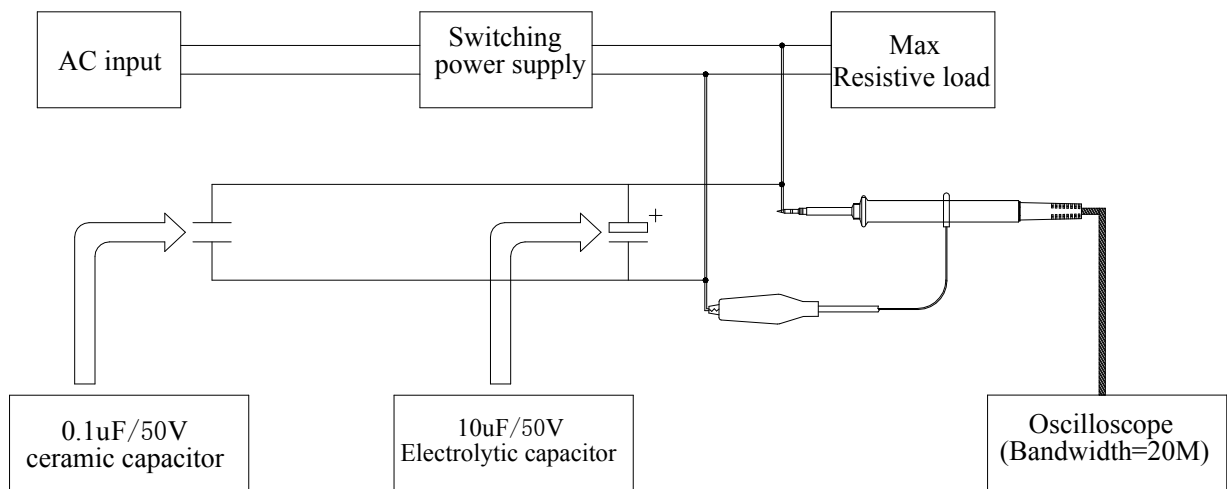 AC input
Switching
power supply
Max
Resistive load
+
0.1uF/50V
ceramic capacitor
10uF/50V
Electrolytic capacitor
Oscilloscope
(Bandwidth=20M)